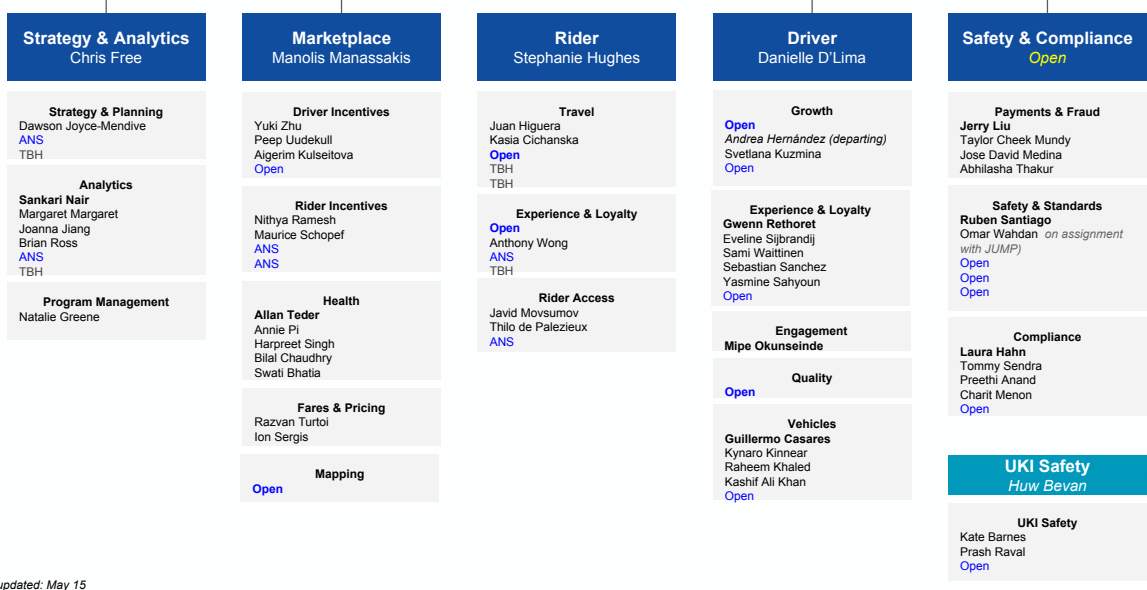 Strategy & Analytics
Chris Free
Strategy & Planning
Dawson Joyce-Mendive
ANS
TBH
Analytics
Sankari Nair
Margaret Margaret
Joanna Jiang
Brian Ross
ANS
TBH
Program Management
Natalie Greene
Marketplace
Manolis Manassakis
Driver Incentives
Yuki Zhu
Peep Uudekull
Aigerim Kulseitova
Open
Rider Incentives
Nithya Ramesh
Maurice Schopef
ANS
ANS
Health
Allan Teder
Annie Pi
Harpreet Singh
Bilal Chaudhry
Swati Bhatia
Fares & Pricing
Razvan Turtoi
Ion Sergis
Mapping
Open
Rider
Stephanie Hughes
Travel
Juan Higuera
Kasia Cichanska
Open
TBH
TBH
Experience & Loyalty
Open
Anthony Wong
ANS
TBH
Rider Access
Javid Movsumov
Thilo de Palezieux
ANS
Driver
Danielle D'Lima
Growth
Open
Andrea Hernández (departing)
Svetlana Kuzmina
Open
Experience & Loyalty
Gwenn Rethoret
Eveline Sijbrandij
Sami Waittinen
Sebastian Sanchez
Yasmine Sahyoun
Open
Engagement
Mipe Okunseinde
Quality
Open
Vehicles
Guillermo Casares
Kynaro Kinnear
Raheem Khaled
Kashif Ali Khan
Open
Safety & Compliance
Open
Payments & Fraud
Jerry Liu
Taylor Cheek Mundy
Jose David Medina
Abhilasha Thakur
Safety & Standards
Ruben Santiago
Omar Wahdan on assignment
with JUMP)
Open
Open
Open
Compliance
Laura Hahn
Tommy Sendra
Preethi Anand
Charit Menon
Open
UKI Safety
Huw Bevan
UKI Safety
Kate Barnes
Prash Raval
Open
updated: May 15